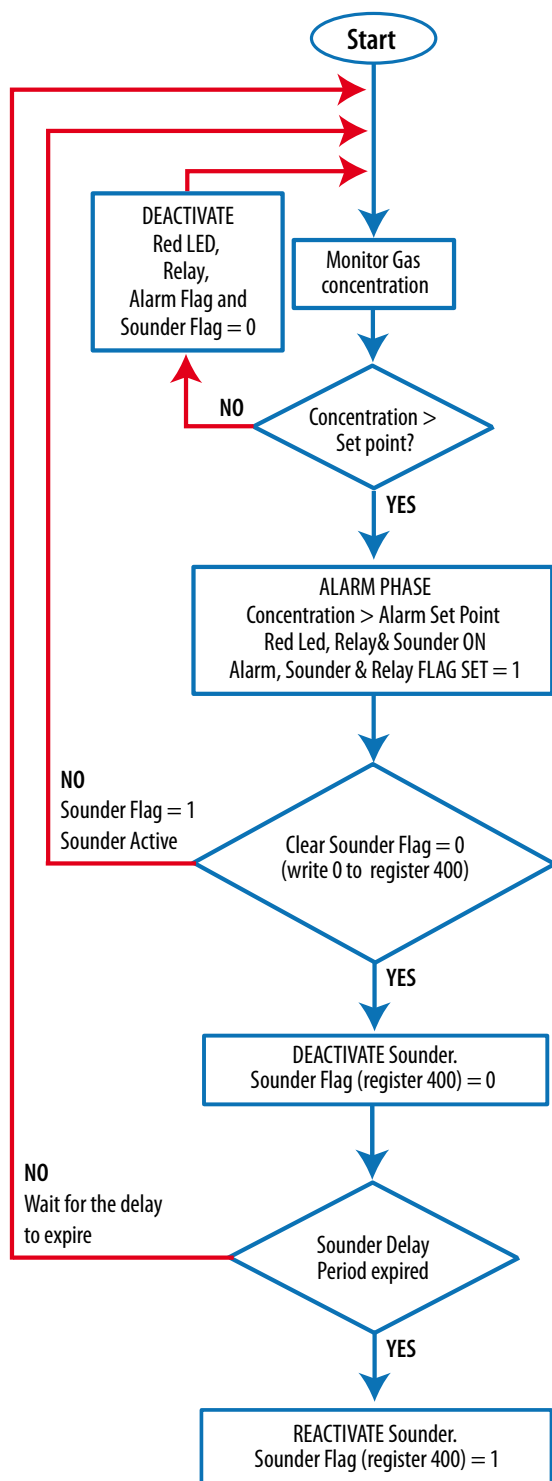 Start
DEACTIVATE
Red LED,
Relay,
Alarm Flag and
Sounder Flag = 0
Monitor Gas
concentration
NO
Concentration >
Set point?
YES
ALARM PHASE
Concentration > Alarm Set Point
Red Led, Relay& Sounder ON
Alarm, Sounder & Relay FLAG SET = 1
NO
Sounder Flag = 1
Sounder Active
Clear Sounder Flag = 0
(write 0 to register 400)
YES
DEACTIVATE Sounder.
Sounder Flag (register 400) = 0
NO
Wait for the delay
to expire
Sounder Delay
Period expired
YES
REACTIVATE Sounder.
Sounder Flag (register 400) = 1